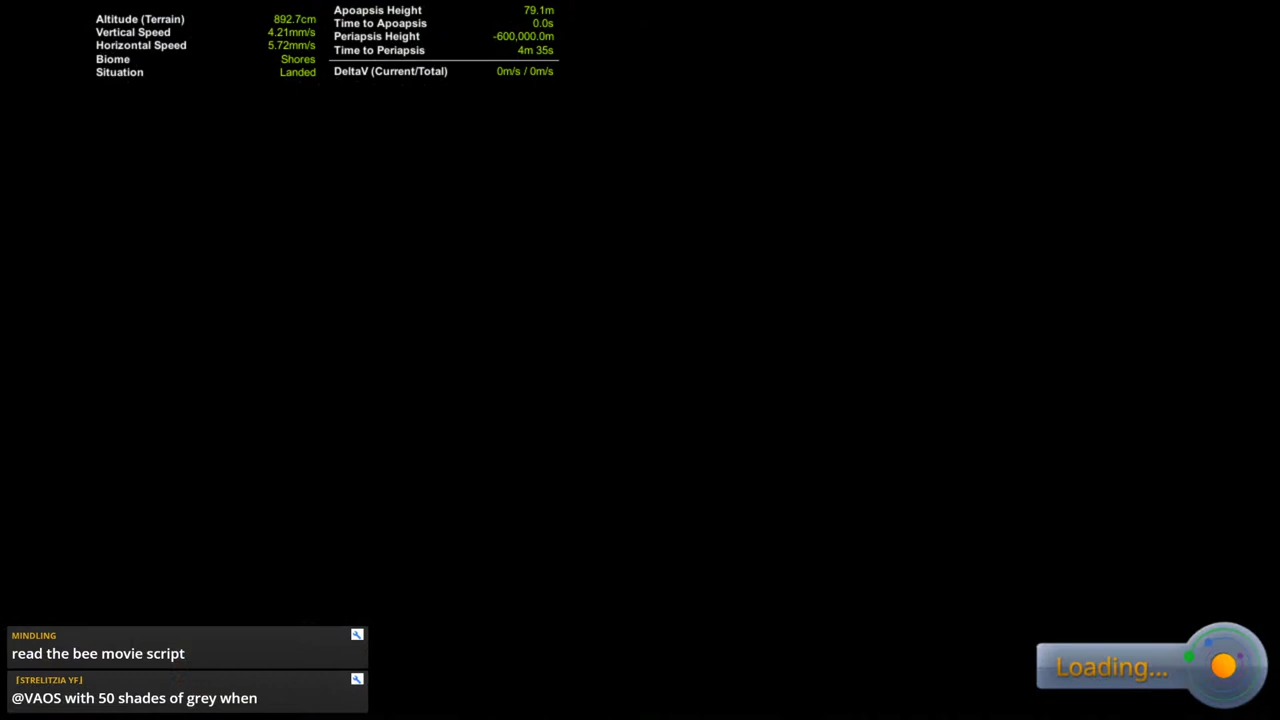 Altitude (Terrain) 892.7cm
Vertical Speed 4.21mm/s
Horizontal Speed 5.72mm/s
Biome Shores
Situation Landed
Apoapsis Height 79.1m
Time to Apoapsis 0.0s
Periapsis Height -600,000.0m
Time to Periapsis 4m 35s
DeltaV (Current/Total) 0m/s / 0m/s
MINDLING
read the bee movie script
⌈STRELITZIA YF⌋
@VAOS with 50 shades of grey when
Loading...